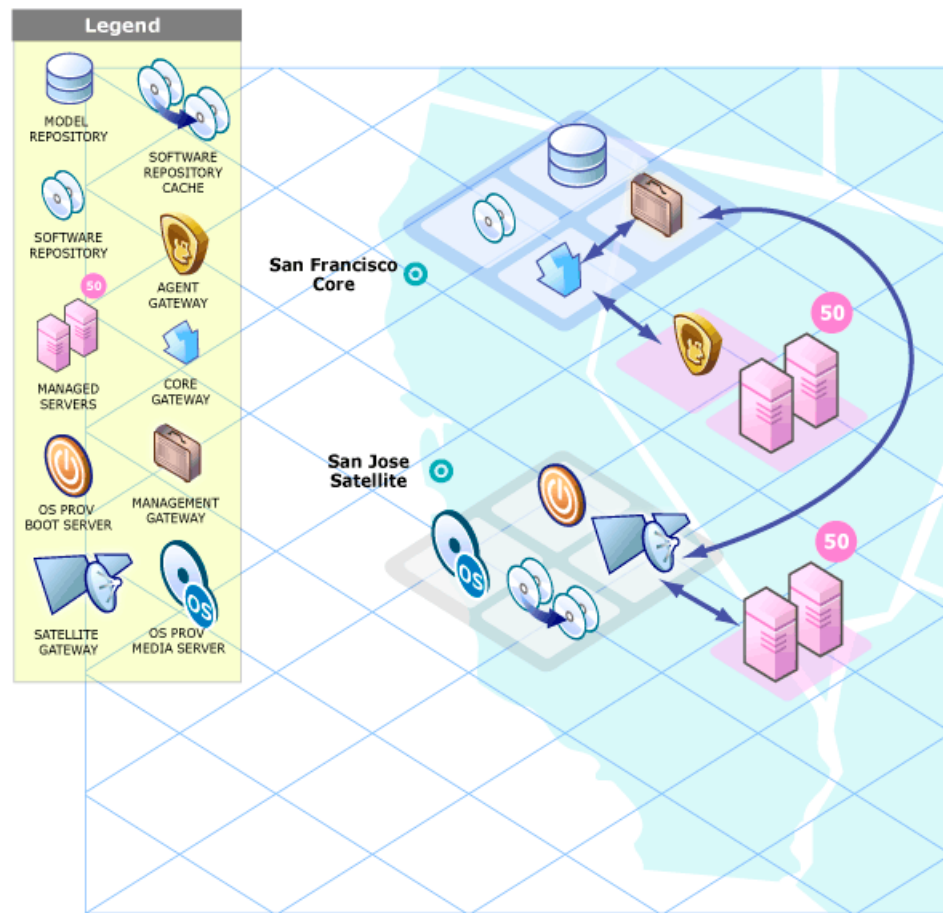 Legend
MODEL
REPOSITORY
SOFTWARE
REPOSITORY
CACHE
SOFTWARE
REPOSITORY
AGENT
GATEWAY
50
MANAGED
SERVERS
CORE
GATEWAY
OS PROV
BOOT SERVER
MANAGEMENT
GATEWAY
SATELLITE
GATEWAY
OS
OS PROV
MEDIA SERVER
San Francisco
Core
50
San Jose
Satellite
OS
50